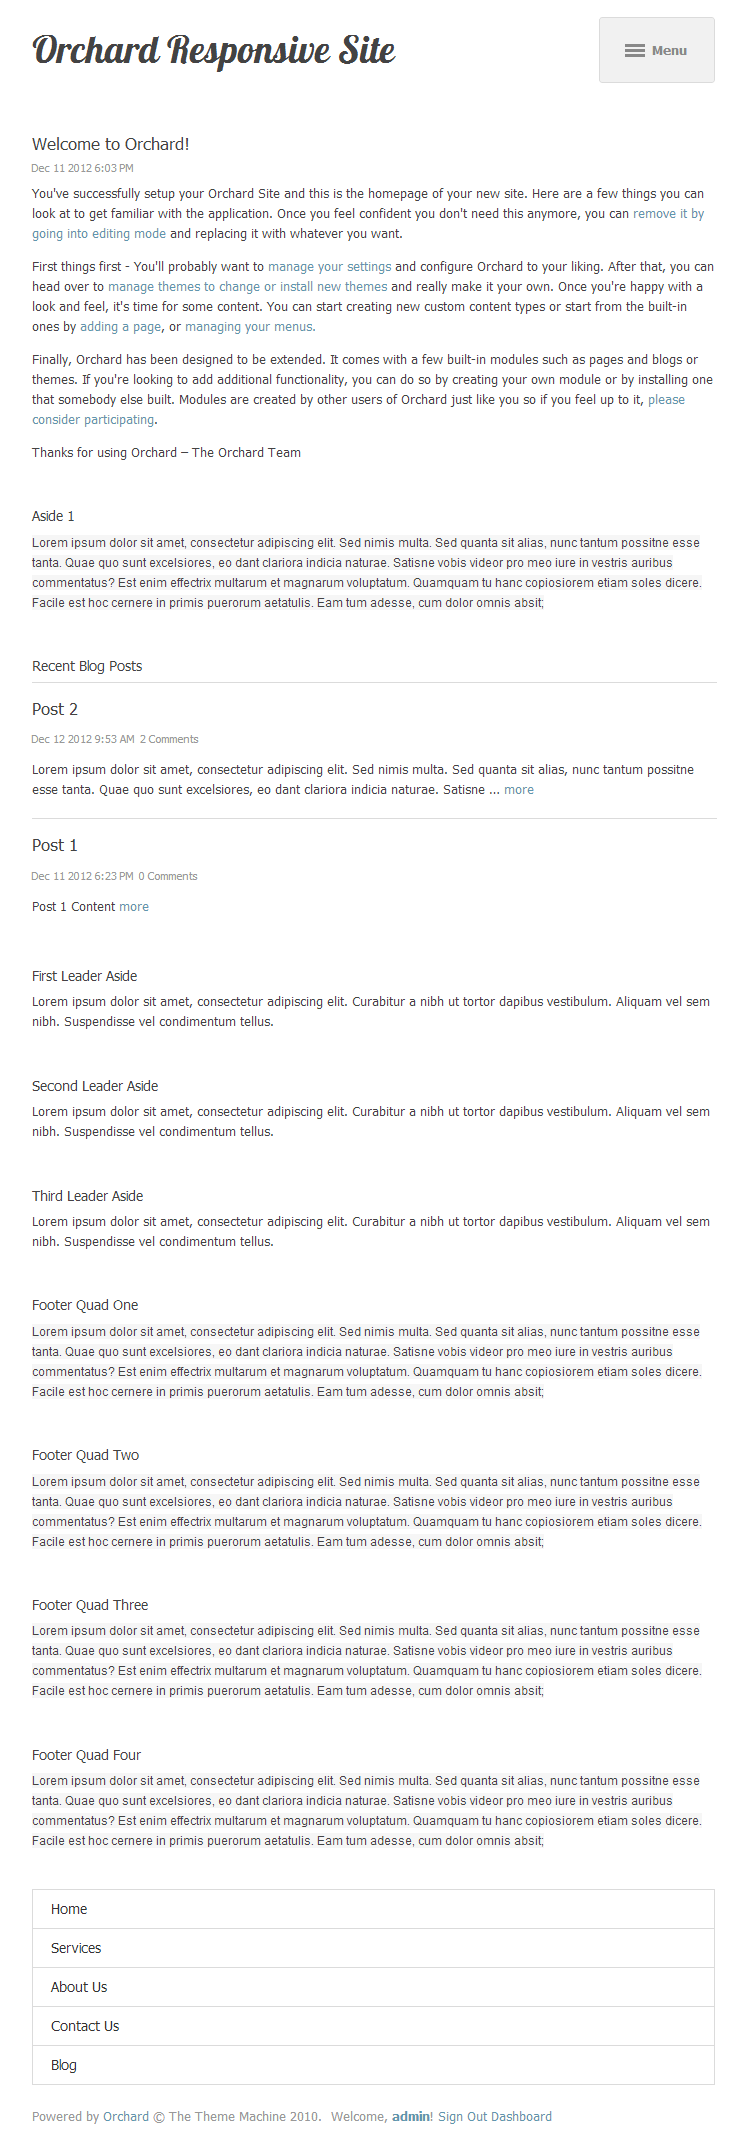 Orchard Responsive Site
Menu
Welcome to Orchard!
Dec 11 2012 6:03 PM
You've successfully setup your Orchard Site and this is the homepage of your new site. Here are a few things you can
look at to get familiar with the application. Once you feel confident you don't need this anymore, you can remove it by
going into editing mode and replacing it with whatever you want.
First things first - You'll probably want to manage your settings and configure Orchard to your liking. After that, you can
head over to manage themes to change or install new themes and really make it your own. Once you're happy with a
look and feel, it's time for some content. You can start creating new custom content types or start from the built-in
ones by adding a page, or managing your menus.
Finally, Orchard has been designed to be extended. It comes with a few built-in modules such as pages and blogs or
themes. If you're looking to add additional functionality, you can do so by creating your own module or by installing one
that somebody else built. Modules are created by other users of Orchard just like you so if you feel up to it, please
consider participating.
Thanks for using Orchard – The Orchard Team
Aside 1
Lorem ipsum dolor sit amet, consectetur adipiscing elit. Sed nimis multa. Sed quanta sit alias, nunc tantum possitne esse
tanta. Quae quo sunt excelsiores, eo dant clariora indicia naturae. Satisne vobis videor pro meo iure in vestris auribus
commentatus? Est enim effectrix multarum et magnarum voluptatum. Quamquam tu hanc copiosiorem etiam soles dicere.
Facile est hoc cernere in primis puerorum aetatulis. Eam tum adesse, cum dolor omnis absit;
Recent Blog Posts
Post 2
Dec 12 2012 9:53 AM 2 Comments
Lorem ipsum dolor sit amet, consectetur adipiscing elit. Sed nimis multa. Sed quanta sit alias, nunc tantum possitne
esse tanta. Quae quo sunt excelsiores, eo dant clariora indicia naturae. Satisne ... more
Post 1
Dec 11 2012 6:23 PM 0 Comments
Post 1 Content more
First Leader Aside
Lorem ipsum dolor sit amet, consectetur adipiscing elit. Curabitur a nibh ut tortor dapibus vestibulum. Aliquam vel sem
nibh. Suspendisse vel condimentum tellus.
Second Leader Aside
Lorem ipsum dolor sit amet, consectetur adipiscing elit. Curabitur a nibh ut tortor dapibus vestibulum. Aliquam vel sem
nibh. Suspendisse vel condimentum tellus.
Third Leader Aside
Lorem ipsum dolor sit amet, consectetur adipiscing elit. Curabitur a nibh ut tortor dapibus vestibulum. Aliquam vel sem
nibh. Suspendisse vel condimentum tellus.
Footer Quad One
Lorem ipsum dolor sit amet, consectetur adipiscing elit. Sed nimis multa. Sed quanta sit alias, nunc tantum possitne esse
tanta. Quae quo sunt excelsiores, eo dant clariora indicia naturae. Satisne vobis videor pro meo iure in vestris auribus
commentatus? Est enim effectrix multarum et magnarum voluptatum. Quamquam tu hanc copiosiorem etiam soles dicere.
Facile est hoc cernere in primis puerorum aetatulis. Eam tum adesse, cum dolor omnis absit;
Footer Quad Two
Lorem ipsum dolor sit amet, consectetur adipiscing elit. Sed nimis multa. Sed quanta sit alias, nunc tantum possitne esse
tanta. Quae quo sunt excelsiores, eo dant clariora indicia naturae. Satisne vobis videor pro meo iure in vestris auribus
commentatus? Est enim effectrix multarum et magnarum voluptatum. Quamquam tu hanc copiosiorem etiam soles dicere.
Facile est hoc cernere in primis puerorum aetatulis. Eam tum adesse, cum dolor omnis absit;
Footer Quad Three
Lorem ipsum dolor sit amet, consectetur adipiscing elit. Sed nimis multa. Sed quanta sit alias, nunc tantum possitne esse
tanta. Quae quo sunt excelsiores, eo dant clariora indicia naturae. Satisne vobis videor pro meo iure in vestris auribus
commentatus? Est enim effectrix multarum et magnarum voluptatum. Quamquam tu hanc copiosiorem etiam soles dicere.
Facile est hoc cernere in primis puerorum aetatulis. Eam tum adesse, cum dolor omnis absit;
Footer Quad Four
Lorem ipsum dolor sit amet, consectetur adipiscing elit. Sed nimis multa. Sed quanta sit alias, nunc tantum possitne esse
tanta. Quae quo sunt excelsiores, eo dant clariora indicia naturae. Satisne vobis videor pro meo iure in vestris auribus
commentatus? Est enim effectrix multarum et magnarum voluptatum. Quamquam tu hanc copiosiorem etiam soles dicere.
Facile est hoc cernere in primis puerorum aetatulis. Eam tum adesse, cum dolor omnis absit;
Home
Services
About Us
Contact Us
Blog
Powered by Orchard © The Theme Machine 2010. Welcome, admin! Sign Out Dashboard